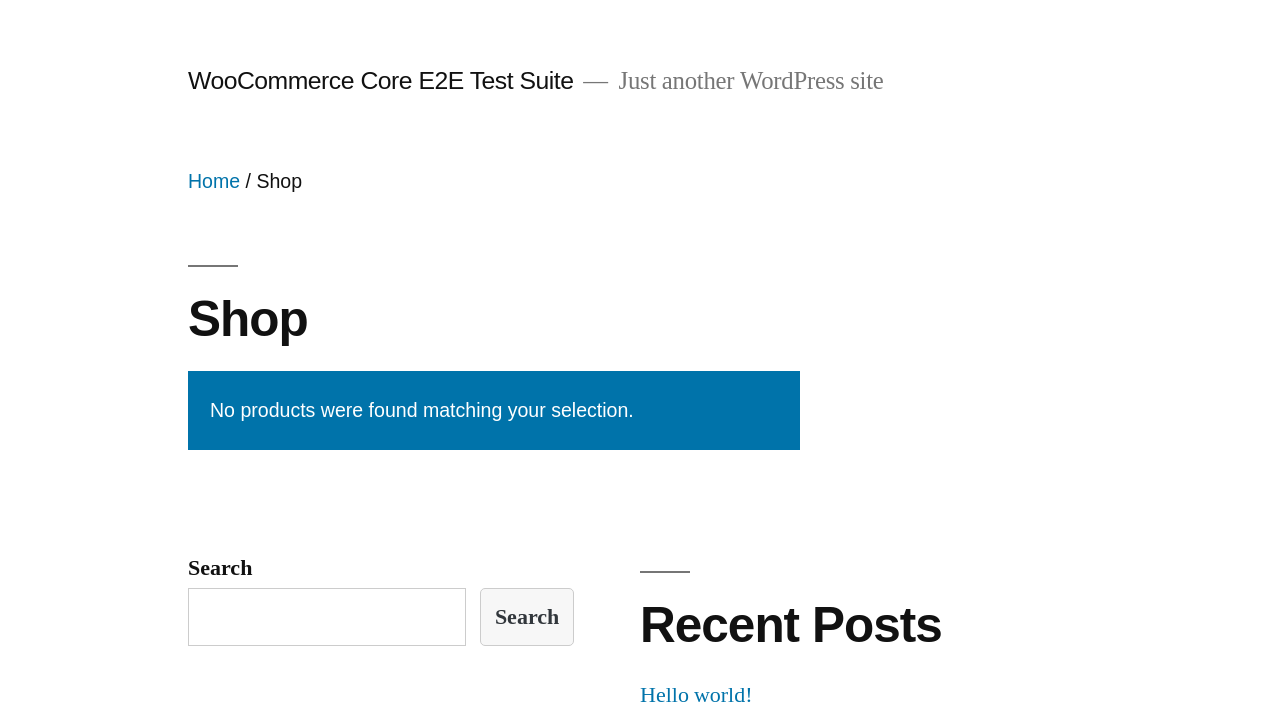 WooCommerce Core E2E Test Suite — Just another WordPress site
Home / Shop
Shop
No products were found matching your selection.
Search
Search
Recent Posts
Hello world!